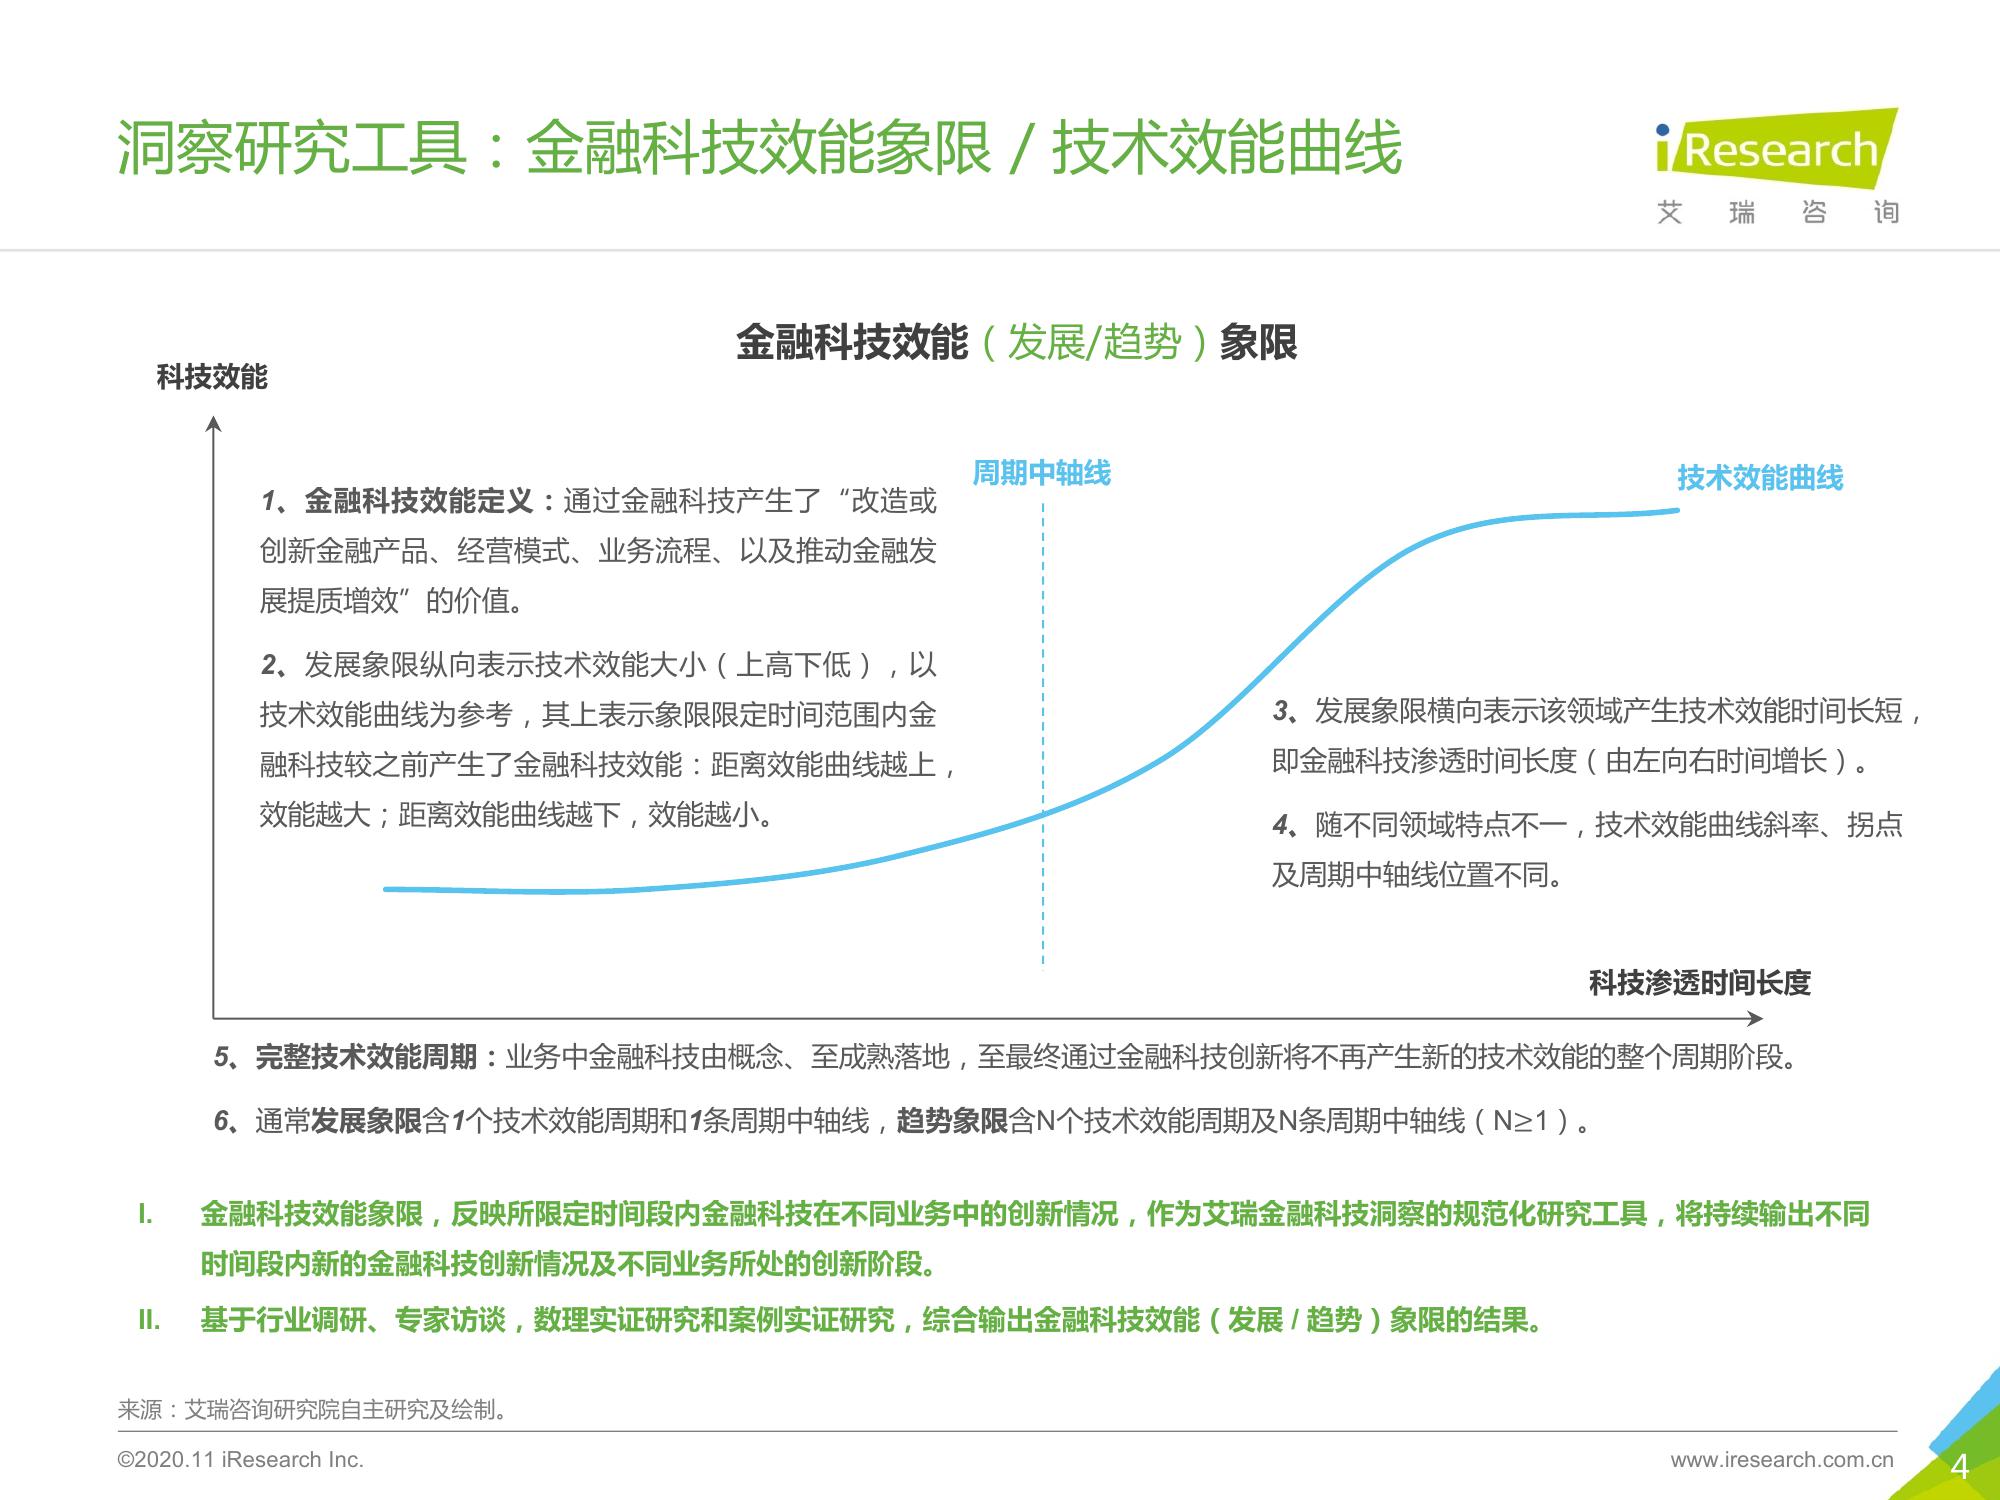 洞察研究工具：金融科技效能象限 / 技术效能曲线
iResearch
艾瑞咨询
金融科技效能（发展/趋势）象限
科技效能
周期中轴线
技术效能曲线
1、金融科技效能定义：通过金融科技产生了“改造或
创新金融产品、经营模式、业务流程、以及推动金融发
展提质增效”的价值。
2、发展象限纵向表示技术效能大小（上高下低），以
技术效能曲线为参考，其上表示象限限定时间范围内金
融科技较之前产生了金融科技效能：距离效能曲线越上，
效能越大；距离效能曲线越下，效能越小。
3、发展象限横向表示该领域产生技术效能时间长短，
即金融科技渗透时间长度（由左向右时间增长）。
4、随不同领域特点不一，技术效能曲线斜率、拐点
及周期中轴线位置不同。
科技渗透时间长度
5、完整技术效能周期：业务中金融科技由概念、至成熟落地，至最终通过金融科技创新将不再产生新的技术效能的整个周期阶段。
6、通常发展象限含1个技术效能周期和1条周期中轴线，趋势象限含N个技术效能周期及N条周期中轴线（N≥1）。
I. 金融科技效能象限，反映所限定时间段内金融科技在不同业务中的创新情况，作为艾瑞金融科技洞察的规范化研究工具，将持续输出不同
时间段内新的金融科技创新情况及不同业务所处的创新阶段。
II. 基于行业调研、专家访谈，数理实证研究和案例实证研究，综合输出金融科技效能（发展 / 趋势）象限的结果。
来源：艾瑞咨询研究院自主研究及绘制。
©2020.11 iResearch Inc.
www.iresearch.com.cn
4